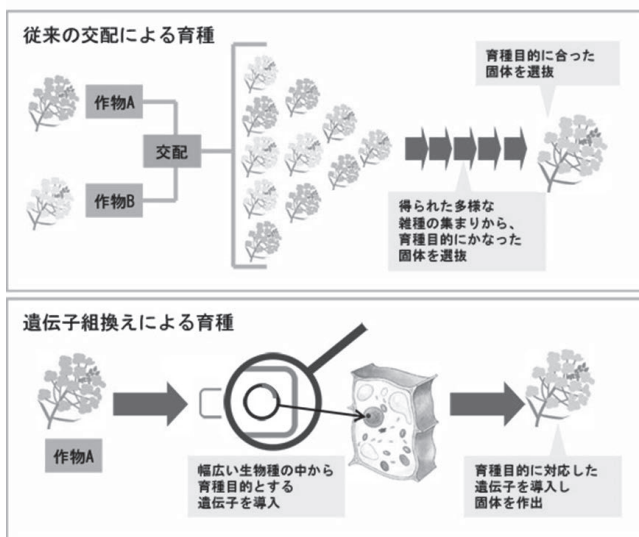 従来の交配による育種
作物A
作物B
交配
育種目的に合った
固体を選抜
得られた多様な
雑種の集まりから、
育種目的にかなった
固体を選抜
遺伝子組換えによる育種
作物A
幅広い生物種の中から
育種目的とする
遺伝子を導入
育種目的に対応した
遺伝子を導入し
固体を作出